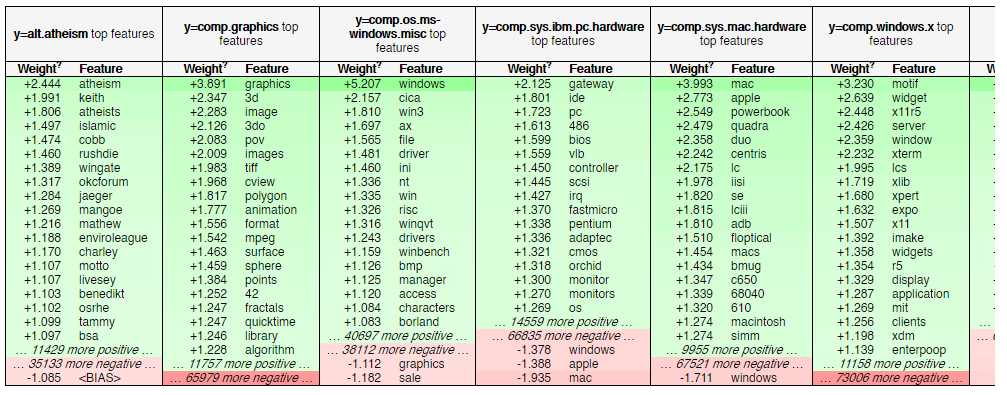 y=alt.atheism top features
Weight? Feature
+2.444 atheism
+1.991 keith
+1.806 atheists
+1.497 islamic
+1.474 cobb
+1.460 rushdie
+1.389 wingate
+1.317 okcforum
+1.284 jaeger
+1.269 mangoe
+1.216 mathew
+1.188 enviroleague
+1.170 charley
+1.107 motto
+1.107 livesey
+1.103 benedikt
+1.102 osrhe
+1.099 tammy
+1.097 bsa
… 11429 more positive …
… 35133 more negative …
-1.085 <BIAS>
y=comp.graphics top
features
Weight? Feature
+3.891 graphics
+2.347 3d
+2.283 image
+2.126 3do
+2.083 pov
+2.009 images
+1.983 tiff
+1.968 cview
+1.817 polygon
+1.777 animation
+1.556 format
+1.542 mpeg
+1.463 surface
+1.459 sphere
+1.384 points
+1.252 42
+1.247 fractals
+1.247 quicktime
+1.246 library
+1.228 algorithm
… 11757 more positive …
… 65979 more negative …
y=comp.os.ms-
windows.misc top
features
Weight? Feature
+5.207 windows
+2.157 cica
+1.810 win3
+1.697 ax
+1.565 file
+1.481 driver
+1.460 ini
+1.336 nt
+1.335 win
+1.326 risc
+1.316 winqvt
+1.243 drivers
+1.159 winbench
+1.126 bmp
+1.125 manager
+1.120 access
+1.084 characters
+1.083 borland
… 40697 more positive …
… 38112 more negative …
-1.112 graphics
-1.182 sale
y=comp.sys.ibm.pc.hardware
top features
Weight? Feature
+2.125 gateway
+1.801 ide
+1.723 pc
+1.613 486
+1.599 bios
+1.559 vlb
+1.450 controller
+1.445 scsi
+1.427 irq
+1.370 fastmicro
+1.338 pentium
+1.336 adaptec
+1.321 cmos
+1.318 orchid
+1.300 monitor
+1.270 monitors
+1.269 os
… 14559 more positive …
… 66835 more negative …
-1.378 windows
-1.388 apple
-1.935 mac
y=comp.sys.mac.hardware
top features
Weight? Feature
+3.993 mac
+2.773 apple
+2.549 powerbook
+2.479 quadra
+2.358 duo
+2.242 centris
+2.175 lc
+1.978 iisi
+1.820 se
+1.815 lciii
+1.810 adb
+1.510 floptical
+1.454 macs
+1.434 bmug
+1.347 c650
+1.339 68040
+1.320 610
+1.274 macintosh
+1.274 simm
… 9955 more positive …
… 67521 more negative …
-1.711 windows
y=comp.windows.x top
features
Weight? Feature
+3.230 motif
+2.639 widget
+2.448 x11r5
+2.426 server
+2.359 window
+2.232 xterm
+1.995 lcs
+1.719 xlib
+1.680 xpert
+1.632 expo
+1.507 x11
+1.392 imake
+1.358 widgets
+1.354 r5
+1.329 display
+1.287 application
+1.269 mit
+1.256 clients
+1.198 xdm
+1.139 enterpoop
… 11158 more positive …
… 73006 more negative …